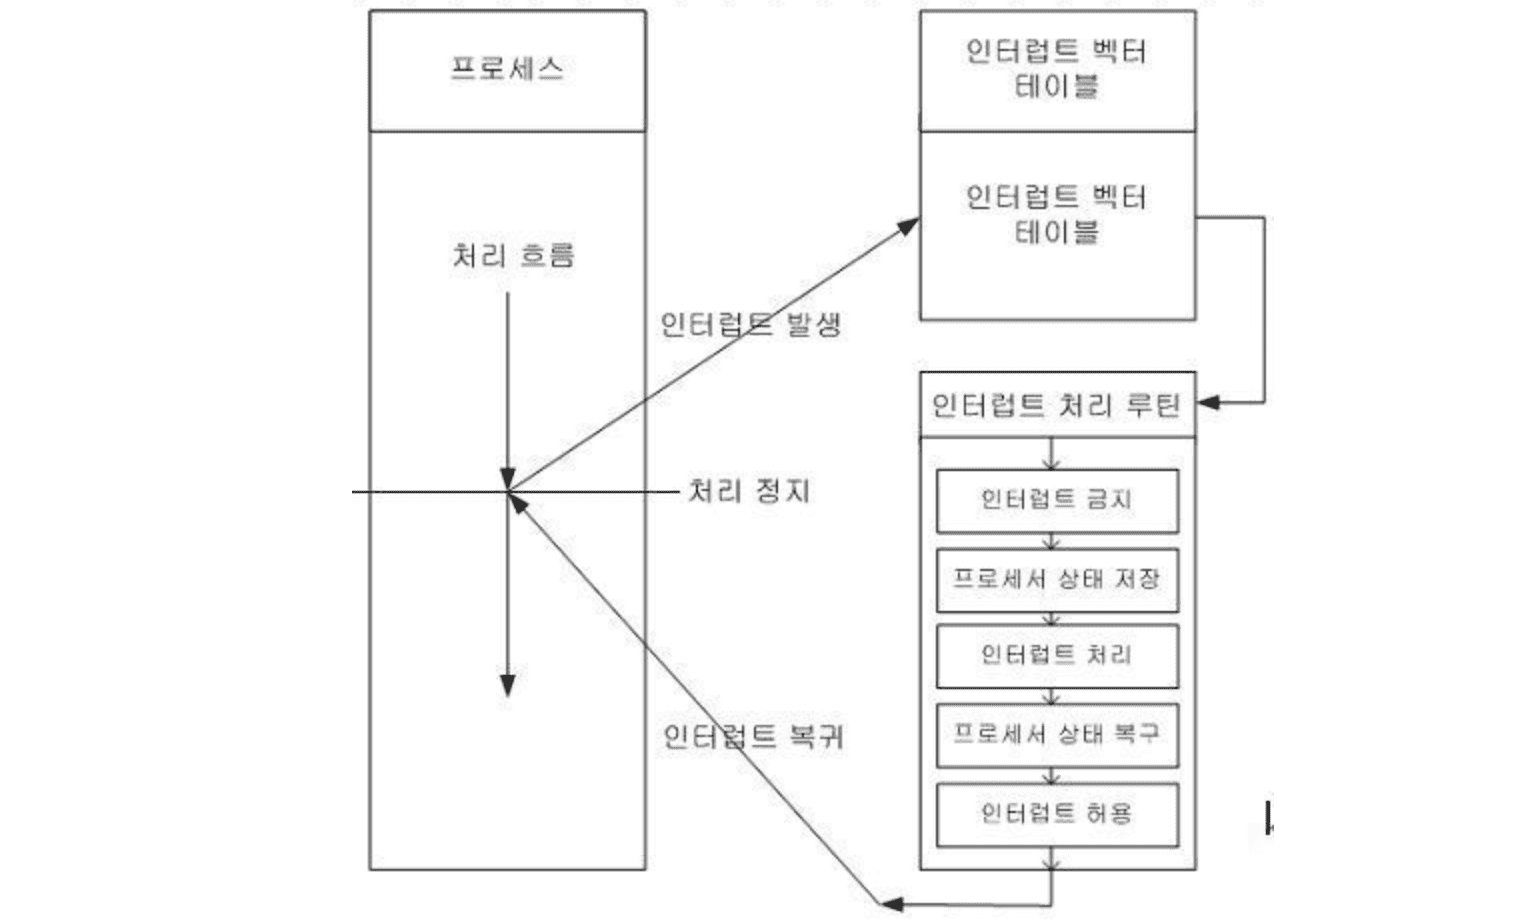 프로세스
처리 흐름
인터럽트 발생
처리 정지
인터럽트 복귀
인터럽트 벡터
테이블
인터럽트 벡터
테이블
인터럽트 처리 루틴
인터럽트 금지
프로세서 상태 저장
인터럽트 처리
프로세서 상태 복구
인터럽트 허용